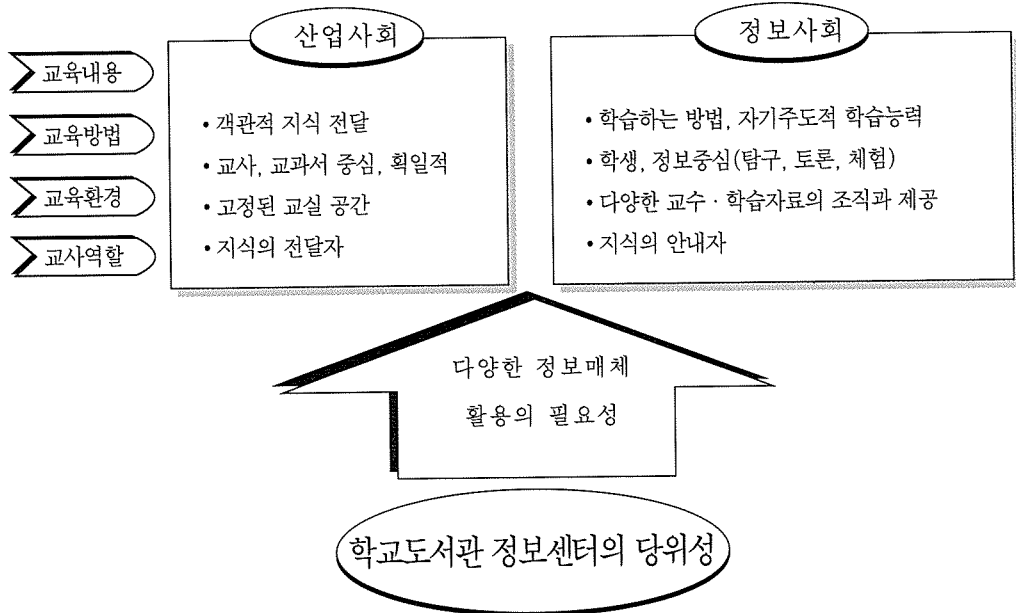 산업사회
정보사회
교육내용
교육방법
교육환경
교사역할
• 객관적 지식 전달
• 교사, 교과서 중심, 획일적
• 고정된 교실 공간
• 지식의 전달자
• 학습하는 방법, 자기주도적 학습능력
• 학생, 정보중심(탐구, 토론, 체험)
• 다양한 교수 · 학습자료의 조직과 제공
• 지식의 안내자
다양한 정보매체
활용의 필요성
학교도서관 정보센터의 당위성